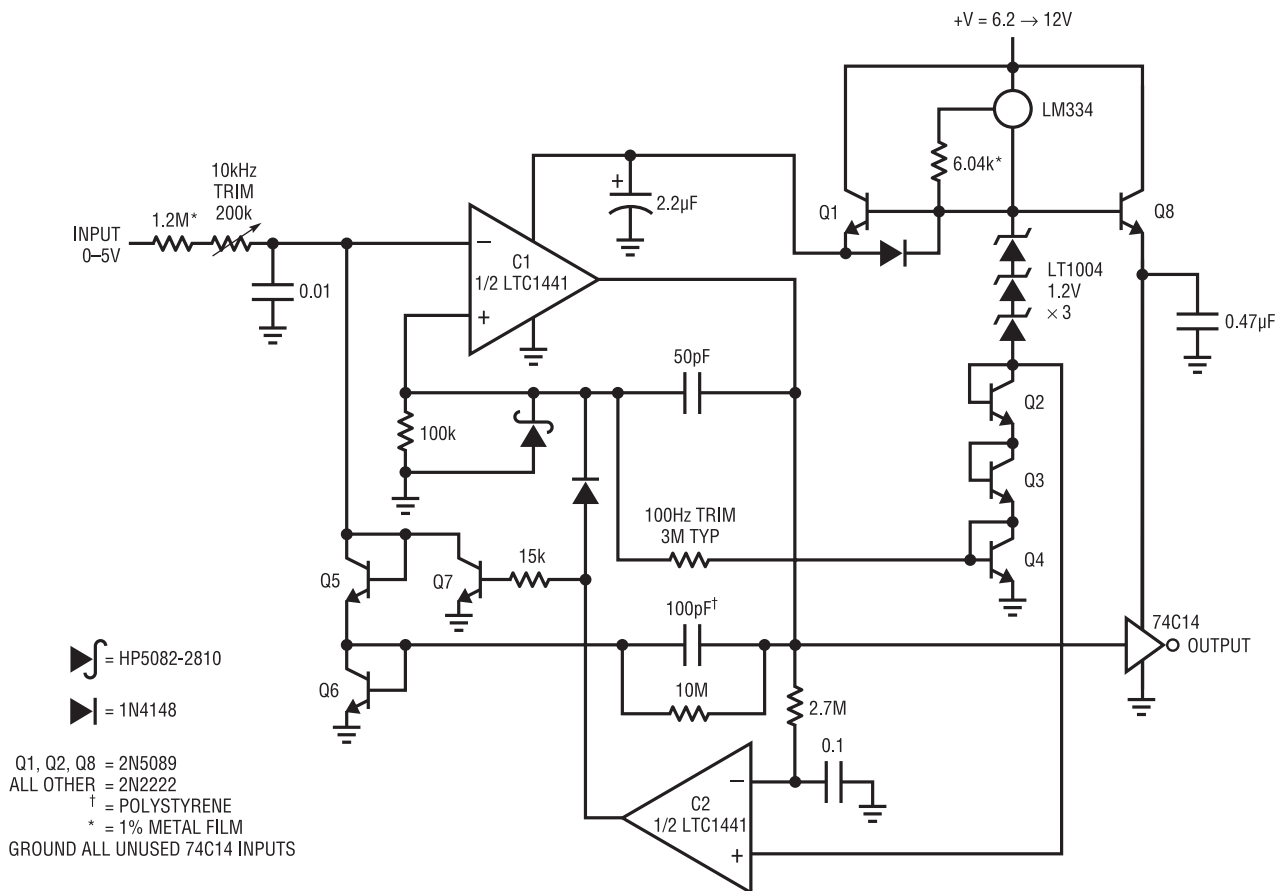 +V = 6.2 → 12V
LM334
6.04k*
Q1
Q8
10kHz
TRIM
200k
1.2M*
INPUT
0–5V
0.01
+
2.2µF
−
C1
1/2 LTC1441
+
LT1004
1.2V
× 3
0.47µF
50pF
100k
Q2
Q3
Q4
100Hz TRIM
3M TYP
Q5
Q7
15k
100pF†
10M
Q6
74C14
OUTPUT
2.7M
0.1
−
C2
1/2 LTC1441
+
= HP5082-2810
= 1N4148
Q1, Q2, Q8 = 2N5089
ALL OTHER = 2N2222
† = POLYSTYRENE
* = 1% METAL FILM
GROUND ALL UNUSED 74C14 INPUTS